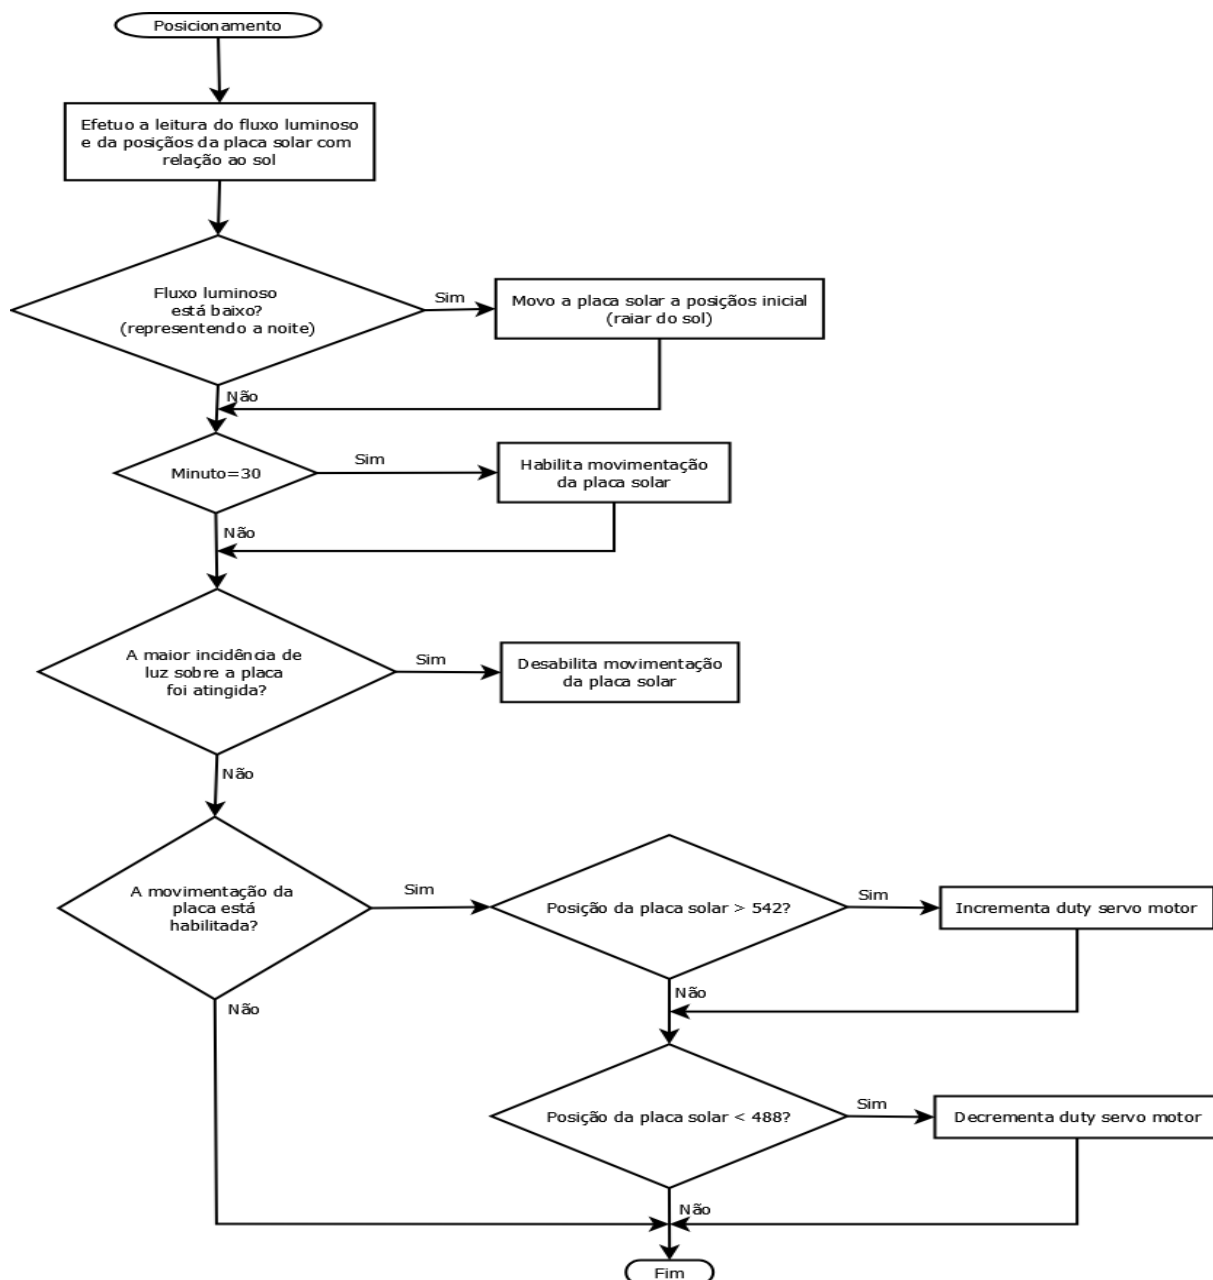 Posicionamento
Efetuo a leitura do fluxo luminoso
e da posiçãos da placa solar com
relação ao sol
Fluxo luminoso
está baixo?
(representendo a noite)
Sim
Movo a placa solar a posiçãos inicial
(raiar do sol)
Não
Minuto=30
Sim
Habilita movimentação
da placa solar
Não
A maior incidência de
luz sobre a placa
foi atingida?
Sim
Desabilita movimentação
da placa solar
Não
A movimentação da
placa está
habilitada?
Sim
Posição da placa solar > 542?
Sim
Incrementa duty servo motor
Não
Não
Posição da placa solar < 488?
Sim
Decrementa duty servo motor
Não
Fim